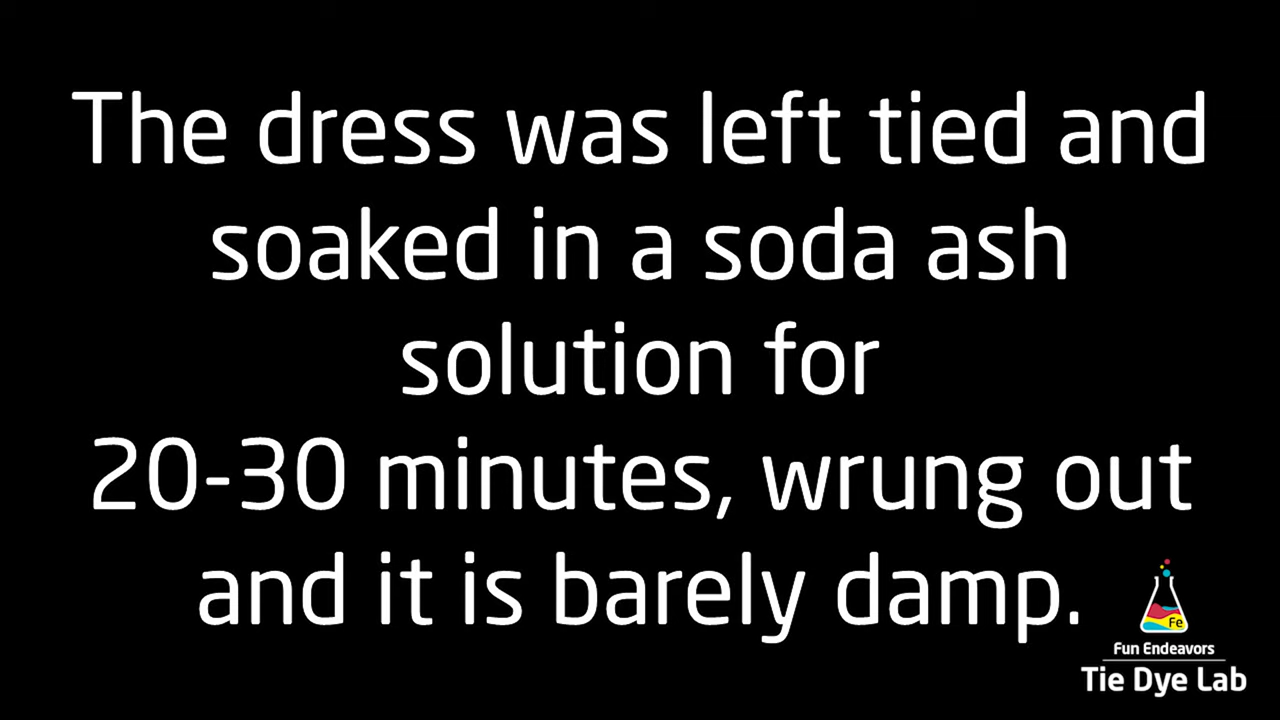 The dress was left tied and
soaked in a soda ash
solution for
20-30 minutes, wrung out
and it is barely damp.
Fe
Fun Endeavors
Tie Dye Lab